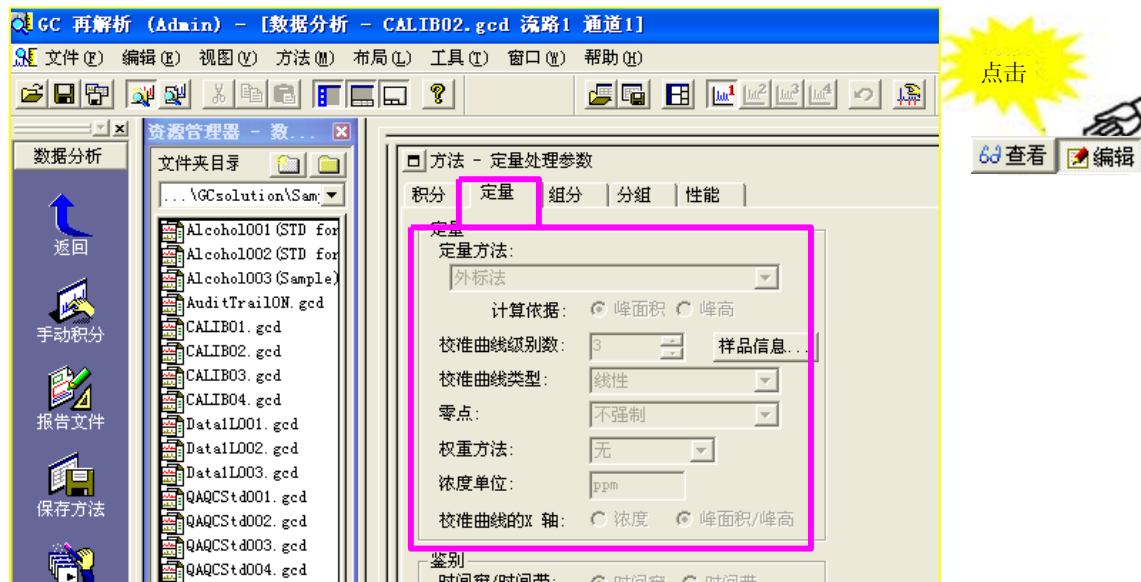 GC 再解析 (Admin) - [数据分析 - CALIB02.gcd 流路1 通道1]
文件(F) 编辑(E) 视图(V) 方法(M) 布局(L) 工具(T) 窗口(W) 帮助(H)
点击
查看 编辑
数据分析
返回
手动积分
报告文件
保存方法
资源管理器 - 数...
文件夹目录
...\GCsolution\Sam
Alcohol001(STD for
Alcohol002(STD for
Alcohol003(Sample)
AuditTrailON.gcd
CALIB01.gcd
CALIB02.gcd
CALIB03.gcd
CALIB04.gcd
Data1L001.gcd
Data1L002.gcd
Data1L003.gcd
QAQCStd001.gcd
QAQCStd002.gcd
QAQCStd003.gcd
QAQCStd004.gcd
方法 - 定量处理参数
积分 定量 组分 分组 性能
定量
定量方法:
外标法
计算依据: 峰面积 峰高
校准曲线级别数: 3 样品信息...
校准曲线类型: 线性
零点: 不强制
权重方法: 无
浓度单位: ppm
校准曲线的X 轴: 浓度 峰面积/峰高
鉴别
时间窗/时间带: 时间窗 时间带